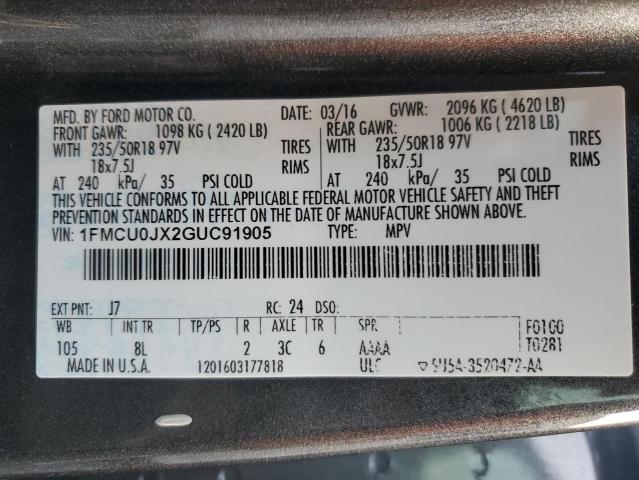 MFD. BY FORD MOTOR CO. DATE: 03/16 GVWR: 2096 KG ( 4620 LB)
FRONT GAWR: 1098 KG ( 2420 LB) REAR GAWR: 1006 KG ( 2218 LB)
WITH 235/50R18 97V TIRES WITH 235/50R18 97V TIRES
18x7.5J RIMS 18x7.5J RIMS
AT 240 kPa/ 35 PSI COLD AT 240 kPa/ 35 PSI COLD
THIS VEHICLE CONFORMS TO ALL APPLICABLE FEDERAL MOTOR VEHICLE SAFETY AND THEFT
PREVENTION STANDARDS IN EFFECT ON THE DATE OF MANUFACTURE SHOWN ABOVE.
VIN: 1FMCU0JX2GUC91905 TYPE: MPV
EXT PNT: J7 RC: 24 DSO:
WB INT TR TP/PS R AXLE TR SPR F0100
105 8L 2 3C 6 AAAA T0281
MADE IN U.S.A. 1201603177818 ULC